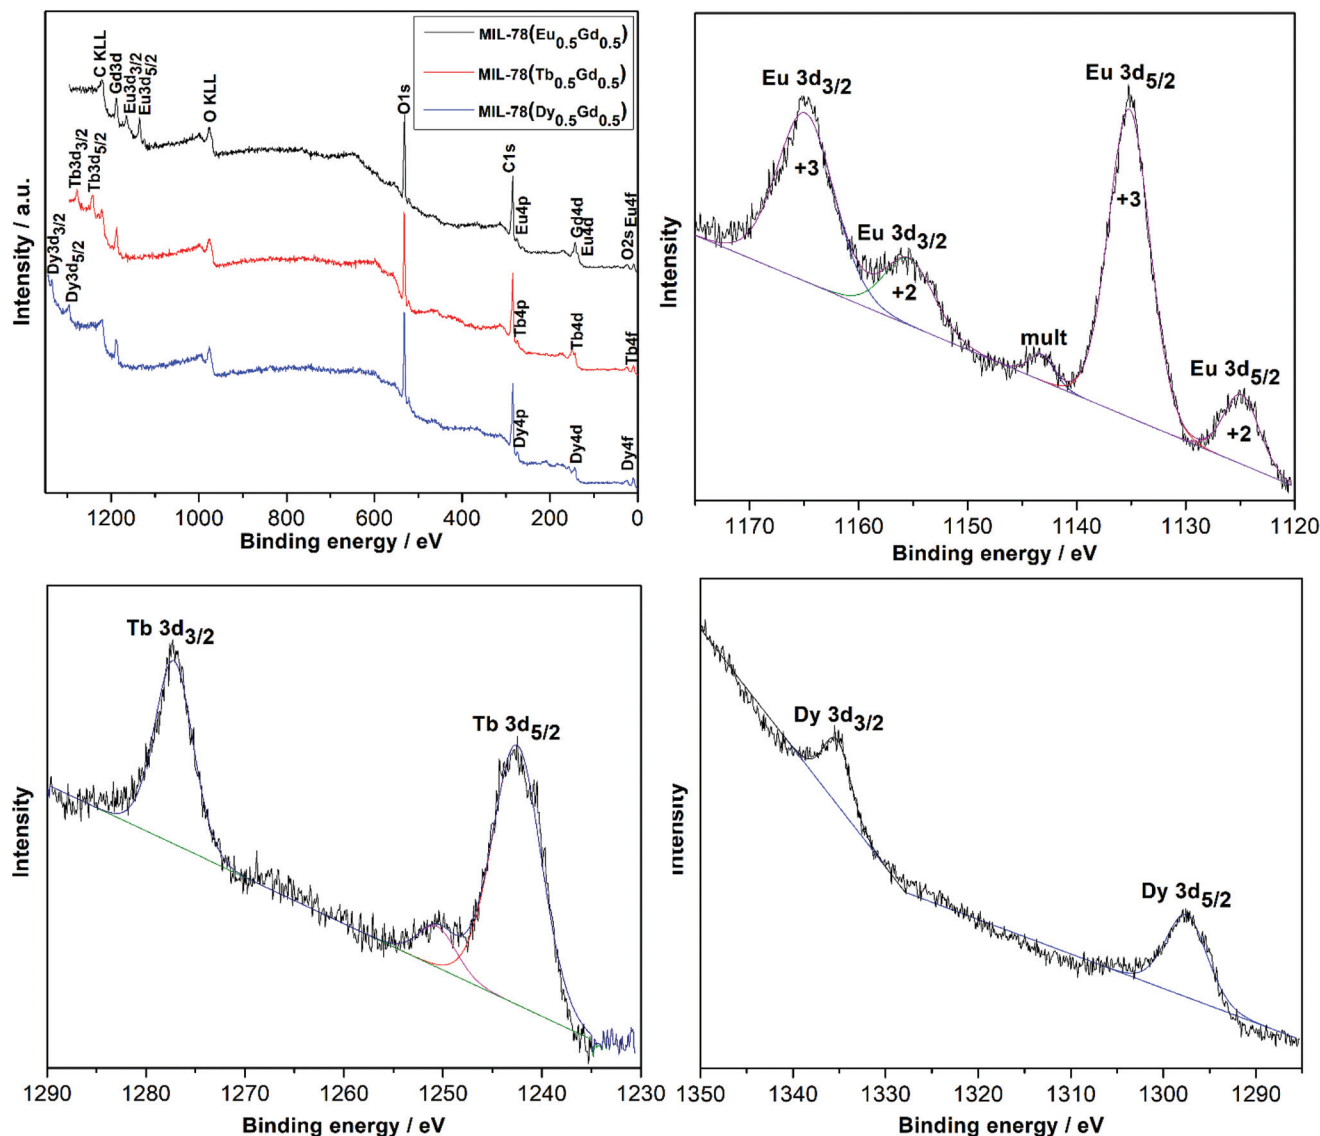 MIL-78(Eu0.5Gd0.5)
MIL-78(Tb0.5Gd0.5)
MIL-78(Dy0.5Gd0.5)
C KLL
Gd3d
Eu3d3/2
Eu3d5/2
O KLL
O1s
C1s
Eu4p
Gd4d
Eu4d
O2s
Eu4f
Tb3d3/2
Tb3d5/2
Tb4p
Tb4d
Tb4f
Dy3d3/2
Dy3d5/2
Dy4p
Dy4d
Dy4f
Intensity / a.u.
1200 1000 800 600 400 200 0
Binding energy / eV
Eu 3d3/2
+3
Eu 3d3/2
+2
mult
Eu 3d5/2
+3
Eu 3d5/2
+2
Intensity
1170 1160 1150 1140 1130 1120
Binding energy / eV
Tb 3d3/2
Tb 3d5/2
Intensity
1290 1280 1270 1260 1250 1240 1230
Binding energy / eV
Dy 3d3/2
Dy 3d5/2
Intensity
1350 1340 1330 1320 1310 1300 1290
Binding energy / eV